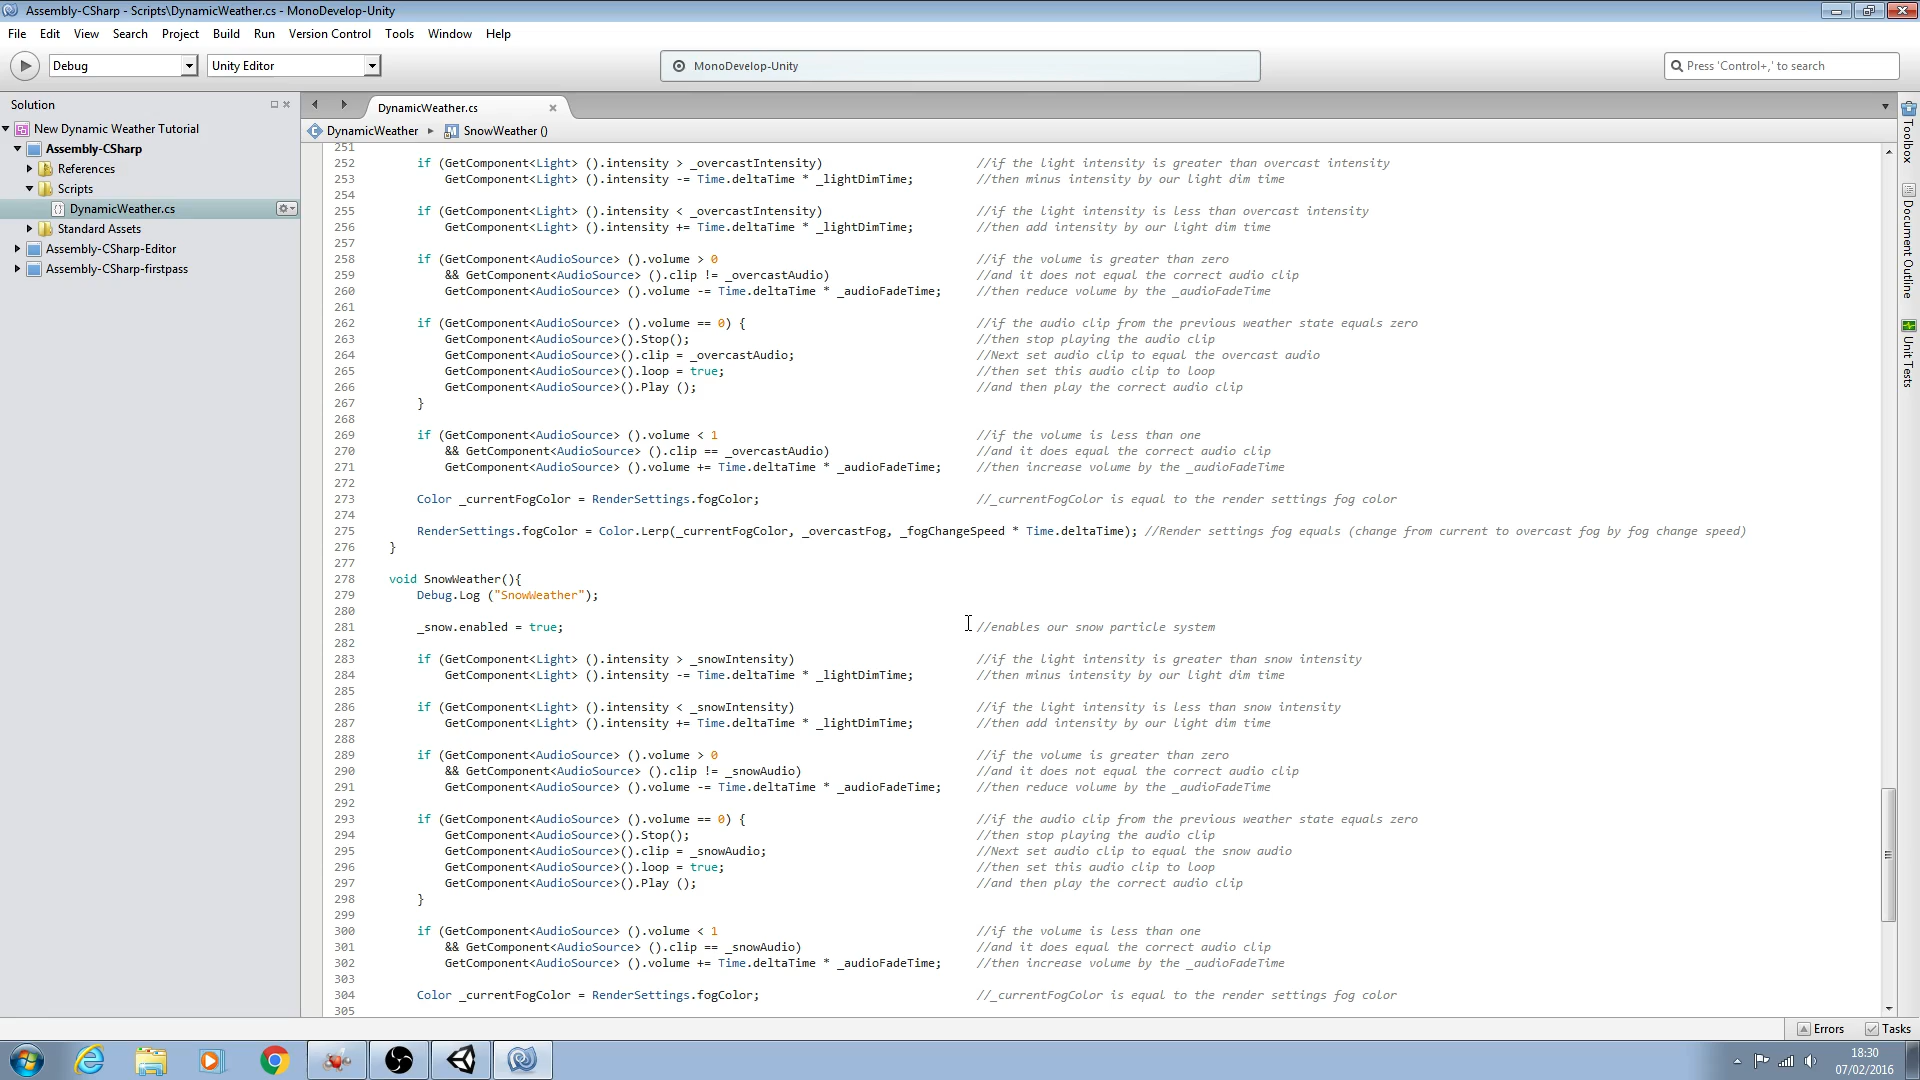 Assembly-CSharp - Scripts\DynamicWeather.cs - MonoDevelop-Unity
File Edit View Search Project Build Run Version Control Tools Window Help
Debug Unity Editor MonoDevelop-Unity Press 'Control+,' to search
Solution
New Dynamic Weather Tutorial
Assembly-CSharp
References
Scripts
DynamicWeather.cs
Standard Assets
Assembly-CSharp-Editor
Assembly-CSharp-firstpass
DynamicWeather.cs
DynamicWeather SnowWeather ()
251
252 if (GetComponent<Light> ().intensity > _overcastIntensity) //if the light intensity is greater than overcast intensity
253 GetComponent<Light> ().intensity -= Time.deltaTime * _lightDimTime; //then minus intensity by our light dim time
254
255 if (GetComponent<Light> ().intensity < _overcastIntensity) //if the light intensity is less than overcast intensity
256 GetComponent<Light> ().intensity += Time.deltaTime * _lightDimTime; //then add intensity by our light dim time
257
258 if (GetComponent<AudioSource> ().volume > 0 //if the volume is greater than zero
259 && GetComponent<AudioSource> ().clip != _overcastAudio) //and it does not equal the correct audio clip
260 GetComponent<AudioSource> ().volume -= Time.deltaTime * _audioFadeTime; //then reduce volume by the _audioFadeTime
261
262 if (GetComponent<AudioSource> ().volume == 0) { //if the audio clip from the previous weather state equals zero
263 GetComponent<AudioSource>().Stop(); //then stop playing the audio clip
264 GetComponent<AudioSource>().clip = _overcastAudio; //Next set audio clip to equal the overcast audio
265 GetComponent<AudioSource>().loop = true; //then set this audio clip to loop
266 GetComponent<AudioSource>().Play (); //and then play the correct audio clip
267 }
268
269 if (GetComponent<AudioSource> ().volume < 1 //if the volume is less than one
270 && GetComponent<AudioSource> ().clip == _overcastAudio) //and it does equal the correct audio clip
271 GetComponent<AudioSource> ().volume += Time.deltaTime * _audioFadeTime; //then increase volume by the _audioFadeTime
272
273 Color _currentFogColor = RenderSettings.fogColor; //_currentFogColor is equal to the render settings fog color
274
275 RenderSettings.fogColor = Color.Lerp(_currentFogColor, _overcastFog, _fogChangeSpeed * Time.deltaTime); //Render settings fog equals (change from current to overcast fog by fog change speed)
276 }
277
278 void SnowWeather(){
279 Debug.Log ("SnowWeather");
280
281 _snow.enabled = true; //enables our snow particle system
282
283 if (GetComponent<Light> ().intensity > _snowIntensity) //if the light intensity is greater than snow intensity
284 GetComponent<Light> ().intensity -= Time.deltaTime * _lightDimTime; //then minus intensity by our light dim time
285
286 if (GetComponent<Light> ().intensity < _snowIntensity) //if the light intensity is less than snow intensity
287 GetComponent<Light> ().intensity += Time.deltaTime * _lightDimTime; //then add intensity by our light dim time
288
289 if (GetComponent<AudioSource> ().volume > 0 //if the volume is greater than zero
290 && GetComponent<AudioSource> ().clip != _snowAudio) //and it does not equal the correct audio clip
291 GetComponent<AudioSource> ().volume -= Time.deltaTime * _audioFadeTime; //then reduce volume by the _audioFadeTime
292
293 if (GetComponent<AudioSource> ().volume == 0) { //if the audio clip from the previous weather state equals zero
294 GetComponent<AudioSource>().Stop(); //then stop playing the audio clip
295 GetComponent<AudioSource>().clip = _snowAudio; //Next set audio clip to equal the snow audio
296 GetComponent<AudioSource>().loop = true; //then set this audio clip to loop
297 GetComponent<AudioSource>().Play (); //and then play the correct audio clip
298 }
299
300 if (GetComponent<AudioSource> ().volume < 1 //if the volume is less than one
301 && GetComponent<AudioSource> ().clip == _snowAudio) //and it does equal the correct audio clip
302 GetComponent<AudioSource> ().volume += Time.deltaTime * _audioFadeTime; //then increase volume by the _audioFadeTime
303
304 Color _currentFogColor = RenderSettings.fogColor; //_currentFogColor is equal to the render settings fog color
305
Toolbox
Document Outline
Unit Tests
Errors Tasks
18:30
07/02/2016